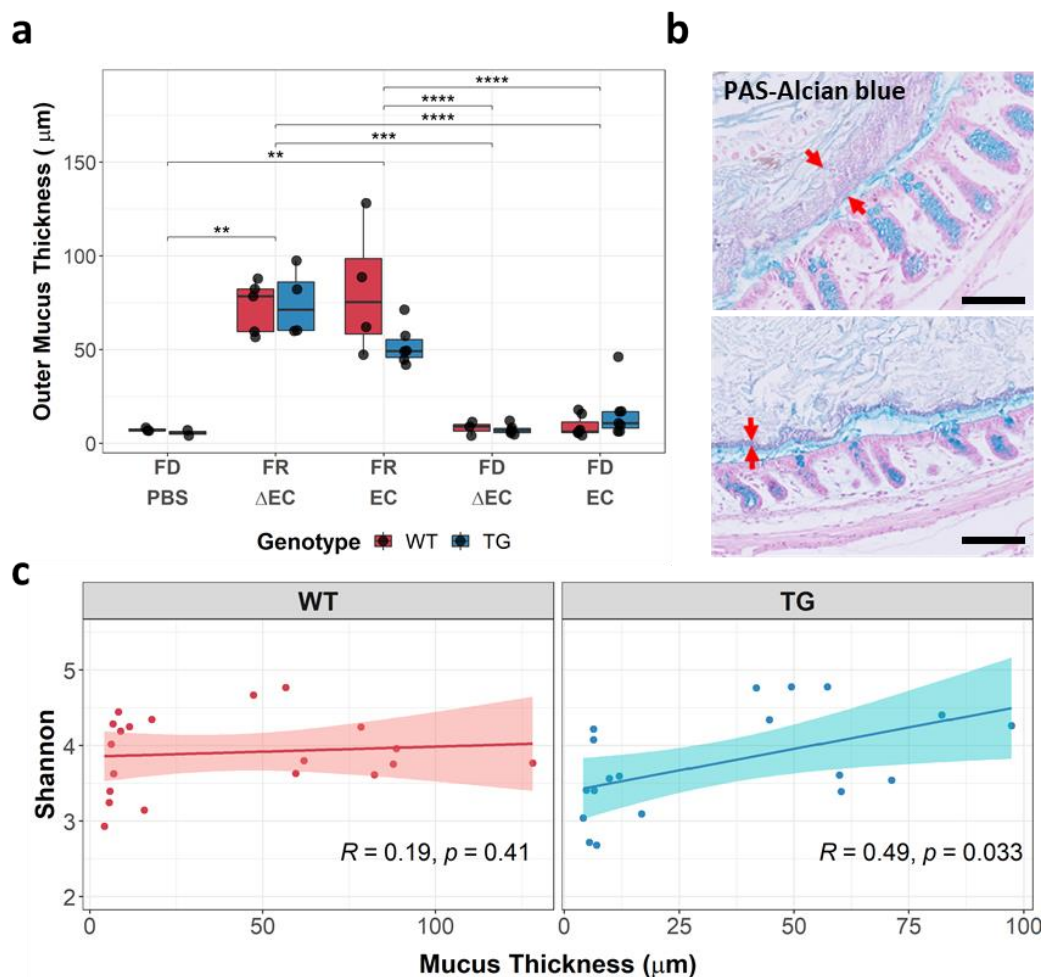 a
Outer Mucus Thickness ( μm)
150
100
50
0
****
****
****
***
**
**
FD FR FR FD FD
PBS ΔEC EC ΔEC EC
Genotype WT TG
b
PAS-Alcian blue
c
WT TG
Shannon
5
4
3
2
R = 0.19, p = 0.41
R = 0.49, p = 0.033
0 50 100 0 25 50 75 100
Mucus Thickness (μm)